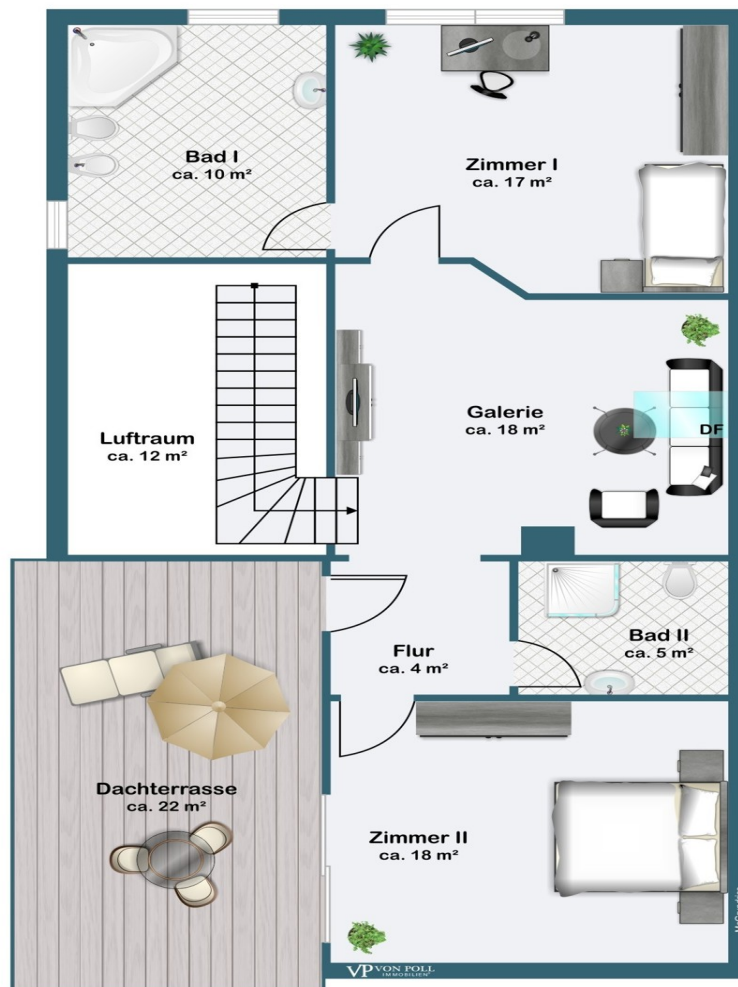 Bad I
ca. 10 m²
Zimmer I
ca. 17 m²
Luftraum
ca. 12 m²
Galerie
ca. 18 m²
DF
Flur
ca. 4 m²
Bad II
ca. 5 m²
Dachterrasse
ca. 22 m²
Zimmer II
ca. 18 m²
VP VON POLL
IMMOBILIEN